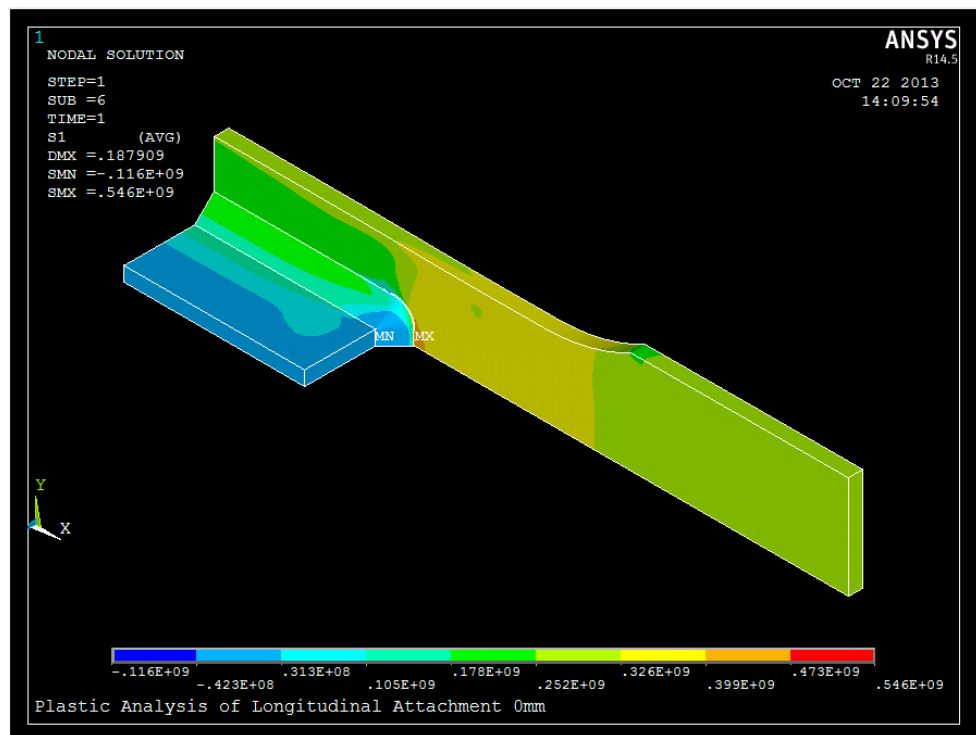 1
ANSYS
R14.5
NODAL SOLUTION
OCT 22 2013
14:09:54
STEP=1
SUB =6
TIME=1
S1 (AVG)
DMX =.187909
SMN =-.116E+09
SMX =.546E+09
MN MX
Y
X
-.116E+09 .313E+08 .178E+09 .326E+09 .473E+09
-.423E+08 .105E+09 .252E+09 .399E+09 .546E+09
Plastic Analysis of Longitudinal Attachment 0mm